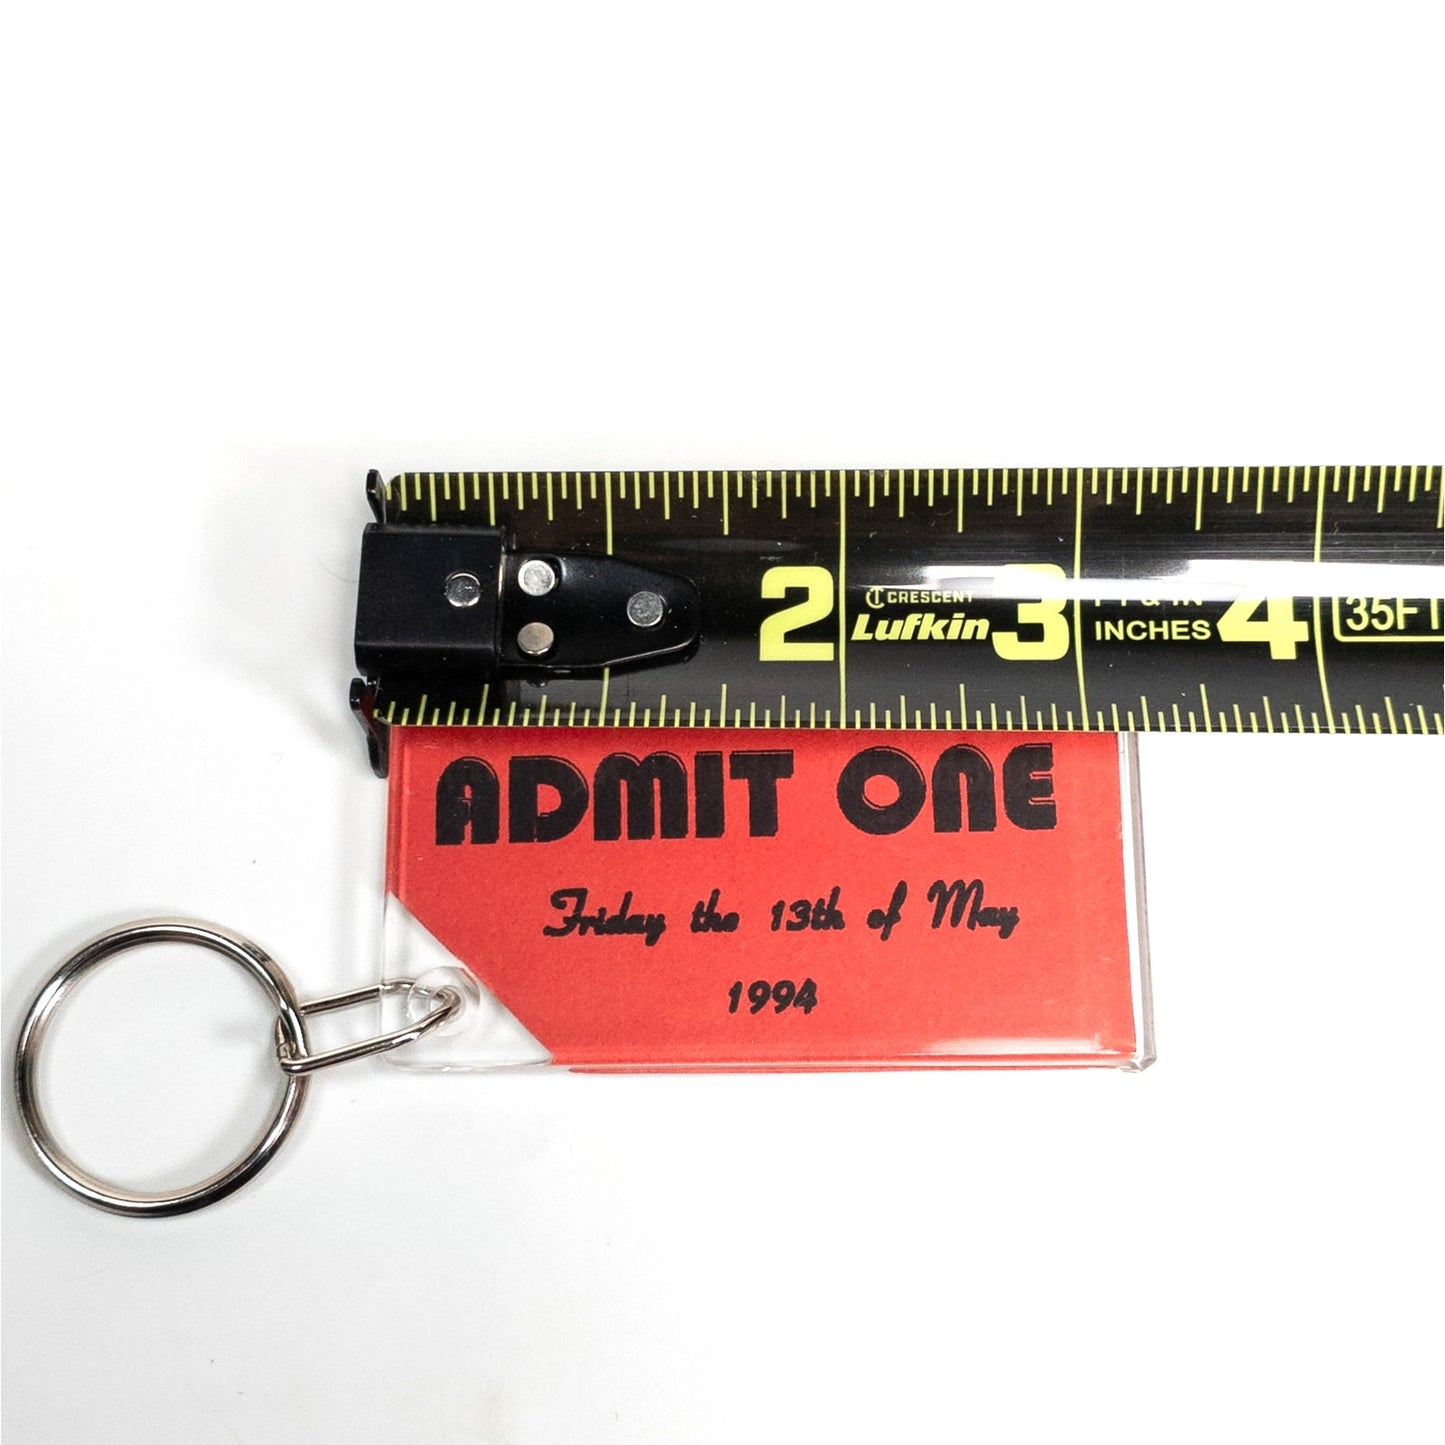 2 CRESCENT Lufkin 3 FT & IN INCHES 4 35FT
ADMIT ONE
Friday the 13th of May
1994